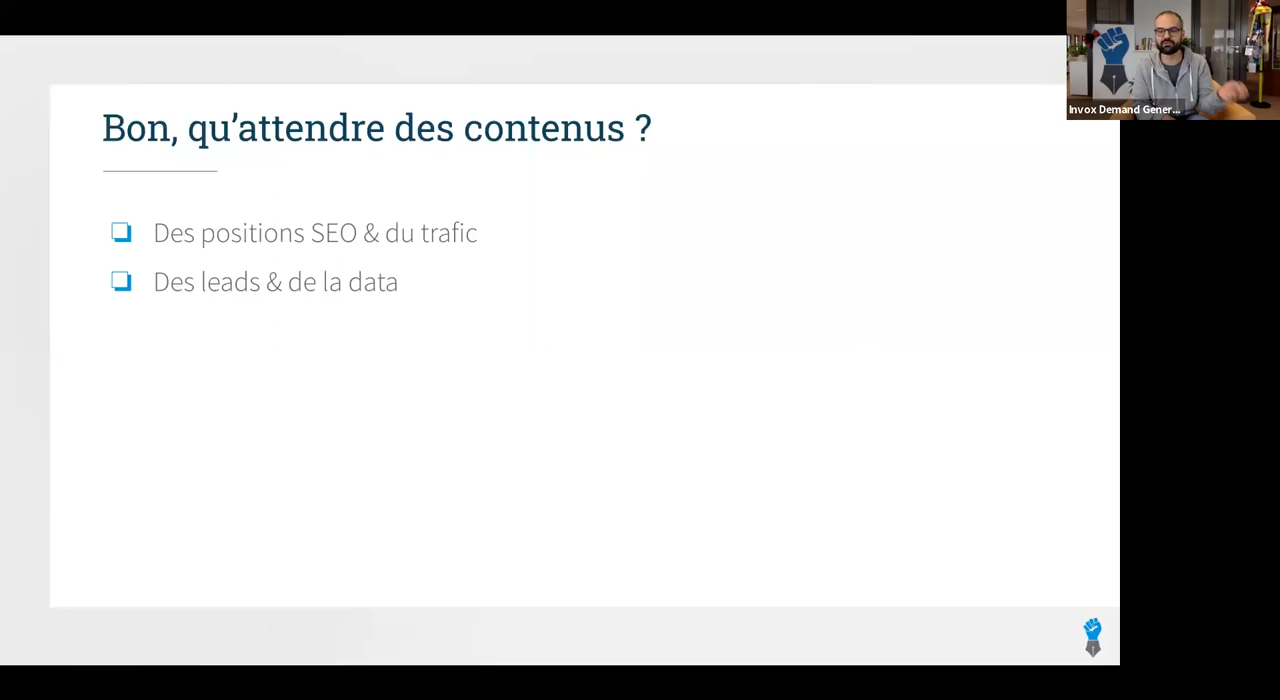 Invox Demand Gener...
Bon, qu’attendre des contenus ?
Des positions SEO & du trafic
Des leads & de la data